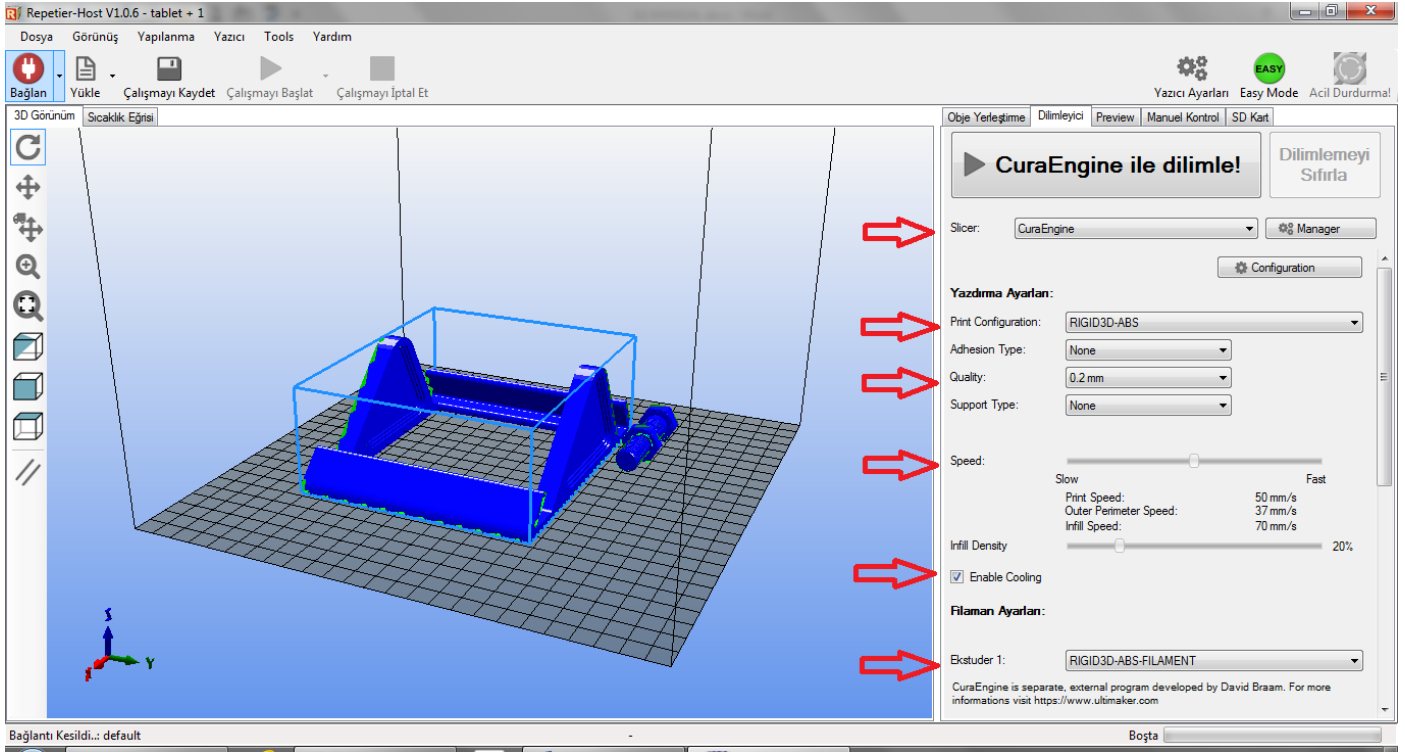 Repetier-Host V1.0.6 - tablet + 1
Dosya Görünüş Yapılanma Yazıcı Tools Yardım
Bağlan Yükle Çalışmayı Kaydet Çalışmayı Başlat Çalışmayı İptal Et
EASY
Yazıcı Ayarları Easy Mode Acil Durdurma!
3D Görünüm Sıcaklık Eğrisi
Obje Yerleştirme Dilimleyici Preview Manuel Kontrol SD Kart
CuraEngine ile dilimle!
Dilimlemeyi
Sıfırla
Slicer: CuraEngine Manager
Configuration
Yazdırma Ayarları:
Print Configuration: RIGID3D-ABS
Adhesion Type: None
Quality: 0.2 mm
Support Type: None
Speed:
Slow Fast
Print Speed: 50 mm/s
Outer Perimeter Speed: 37 mm/s
Infill Speed: 70 mm/s
Infill Density 20%
Enable Cooling
Filaman Ayarları:
Ekstuder 1: RIGID3D-ABS-FILAMENT
CuraEngine is separate, external program developed by David Braam. For more
informations visit https://www.ultimaker.com
Y
Bağlantı Kesildi..: default - Boşta